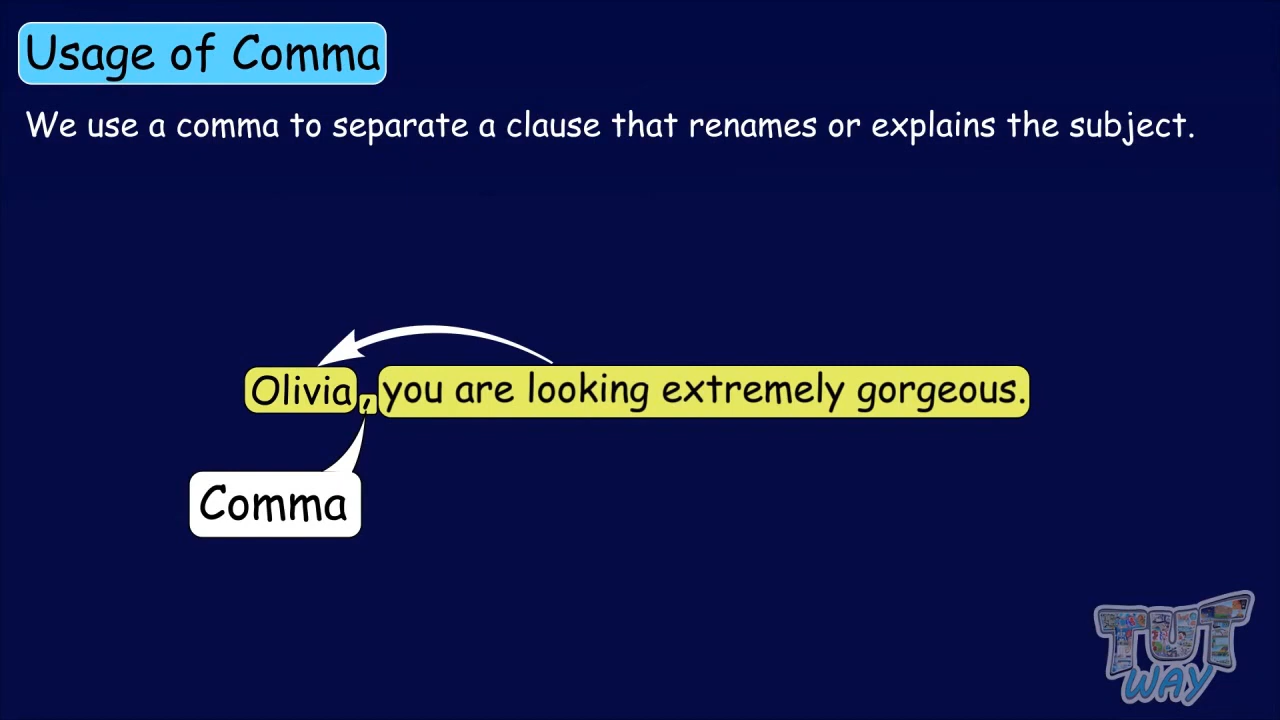 Usage of Comma
We use a comma to separate a clause that renames or explains the subject.
Olivia, you are looking extremely gorgeous.
Comma
TUT
WAY